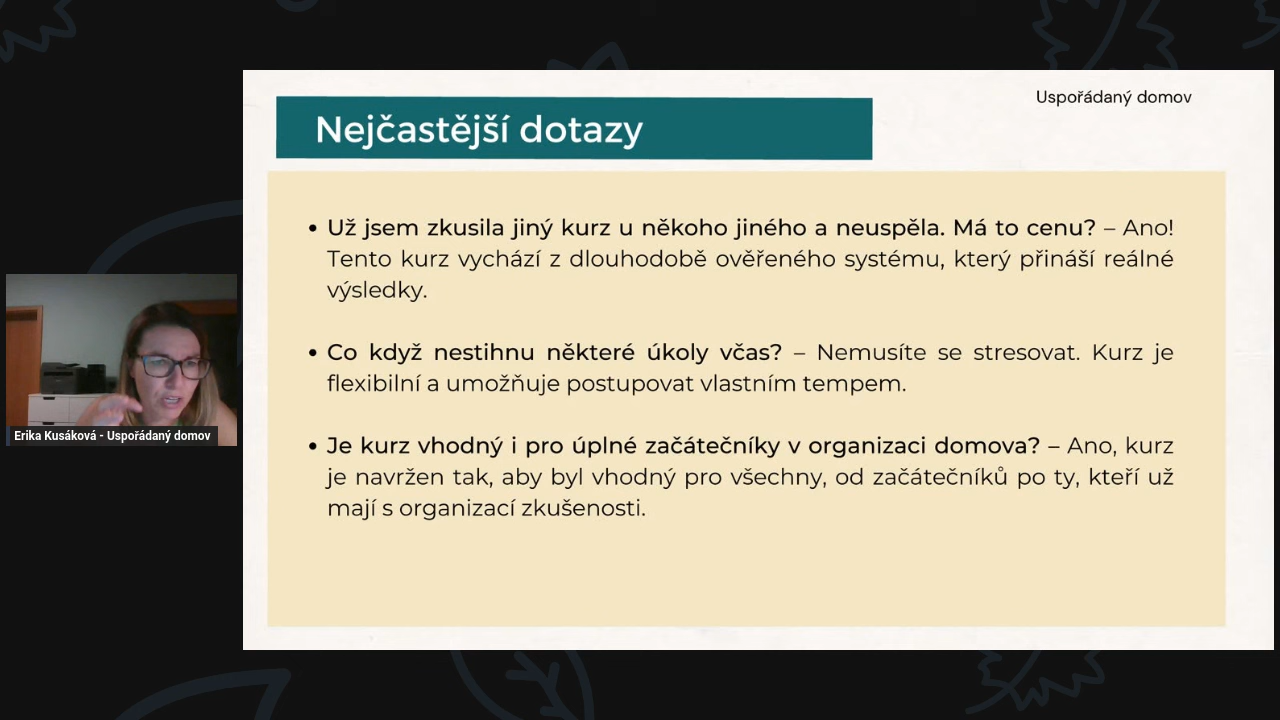 Uspořádaný domov
Nejčastější dotazy
• Už jsem zkusila jiný kurz u někoho jiného a neuspěla. Má to cenu? – Ano!
Tento kurz vychází z dlouhodobě ověřeného systému, který přináší reálné
výsledky.
• Co když nestihnu některé úkoly včas? – Nemusíte se stresovat. Kurz je
flexibilní a umožňuje postupovat vlastním tempem.
• Je kurz vhodný i pro úplné začátečníky v organizaci domova? – Ano, kurz
je navržen tak, aby byl vhodný pro všechny, od začátečníků po ty, kteří už
mají s organizací zkušenosti.
Erika Kusáková - Uspořádaný domov